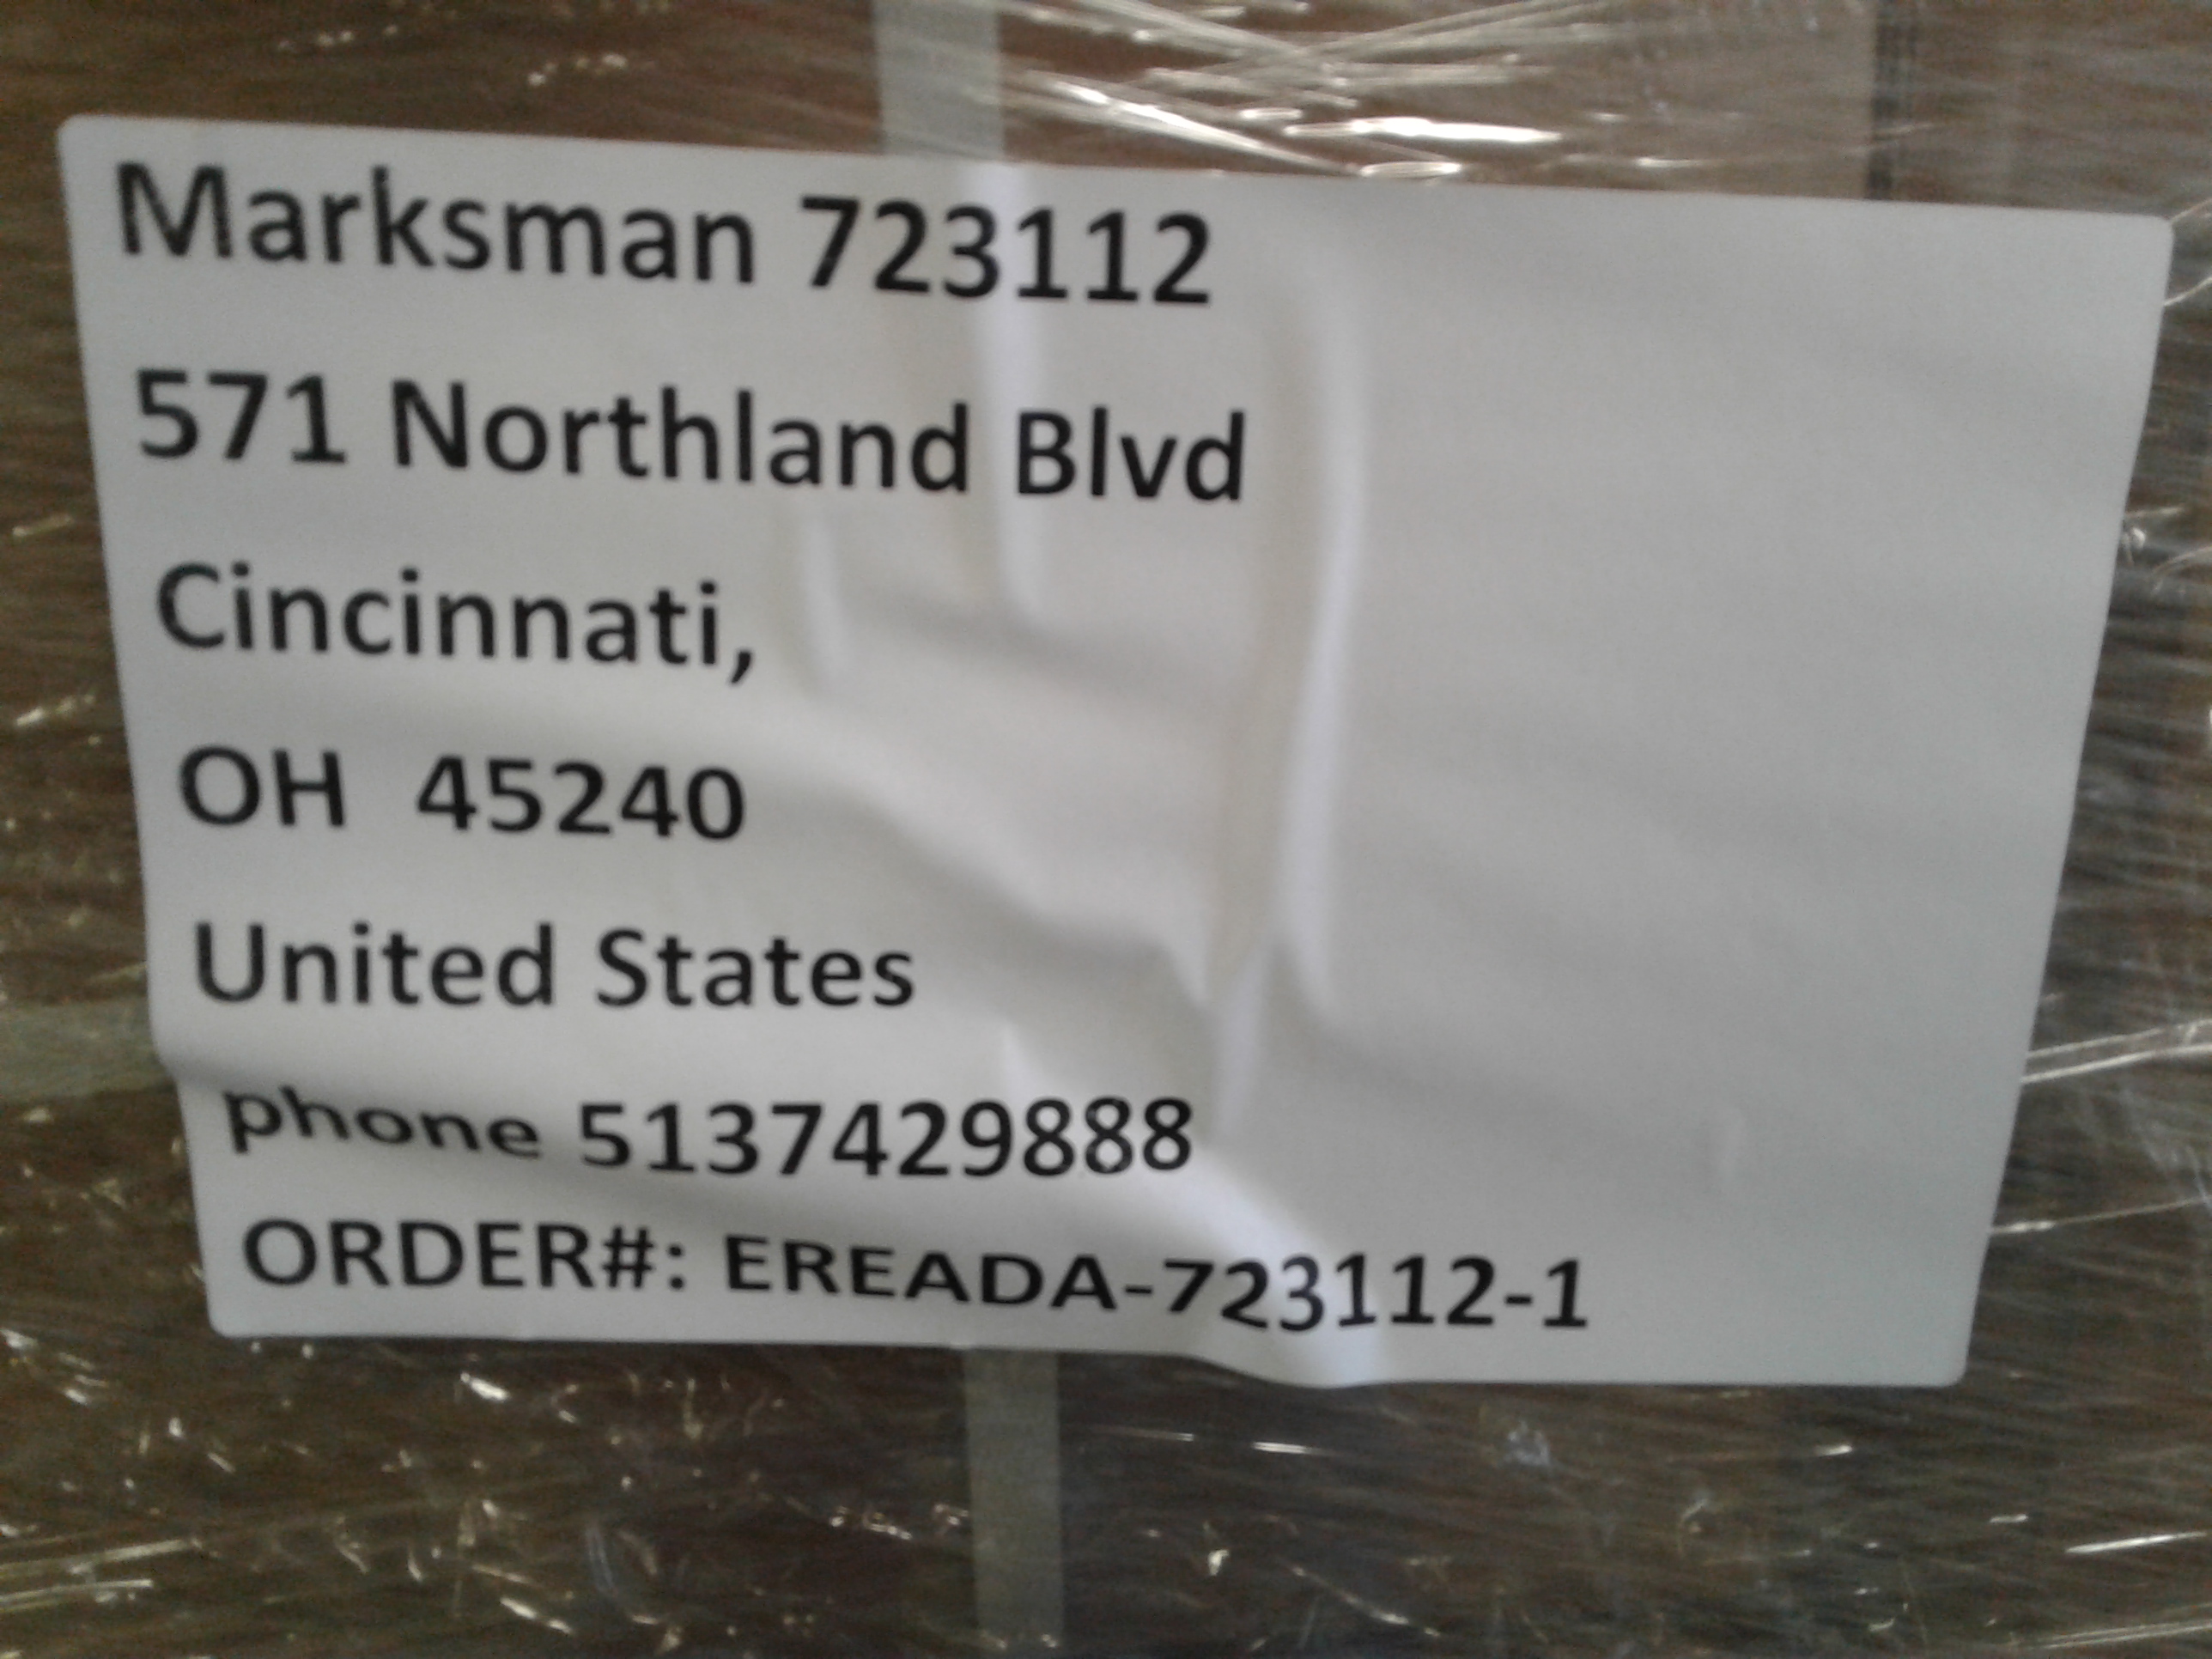 Marksman 723112
571 Northland Blvd
Cincinnati,
OH  45240
United States
phone 5137429888
ORDER#: EREADA-723112-1